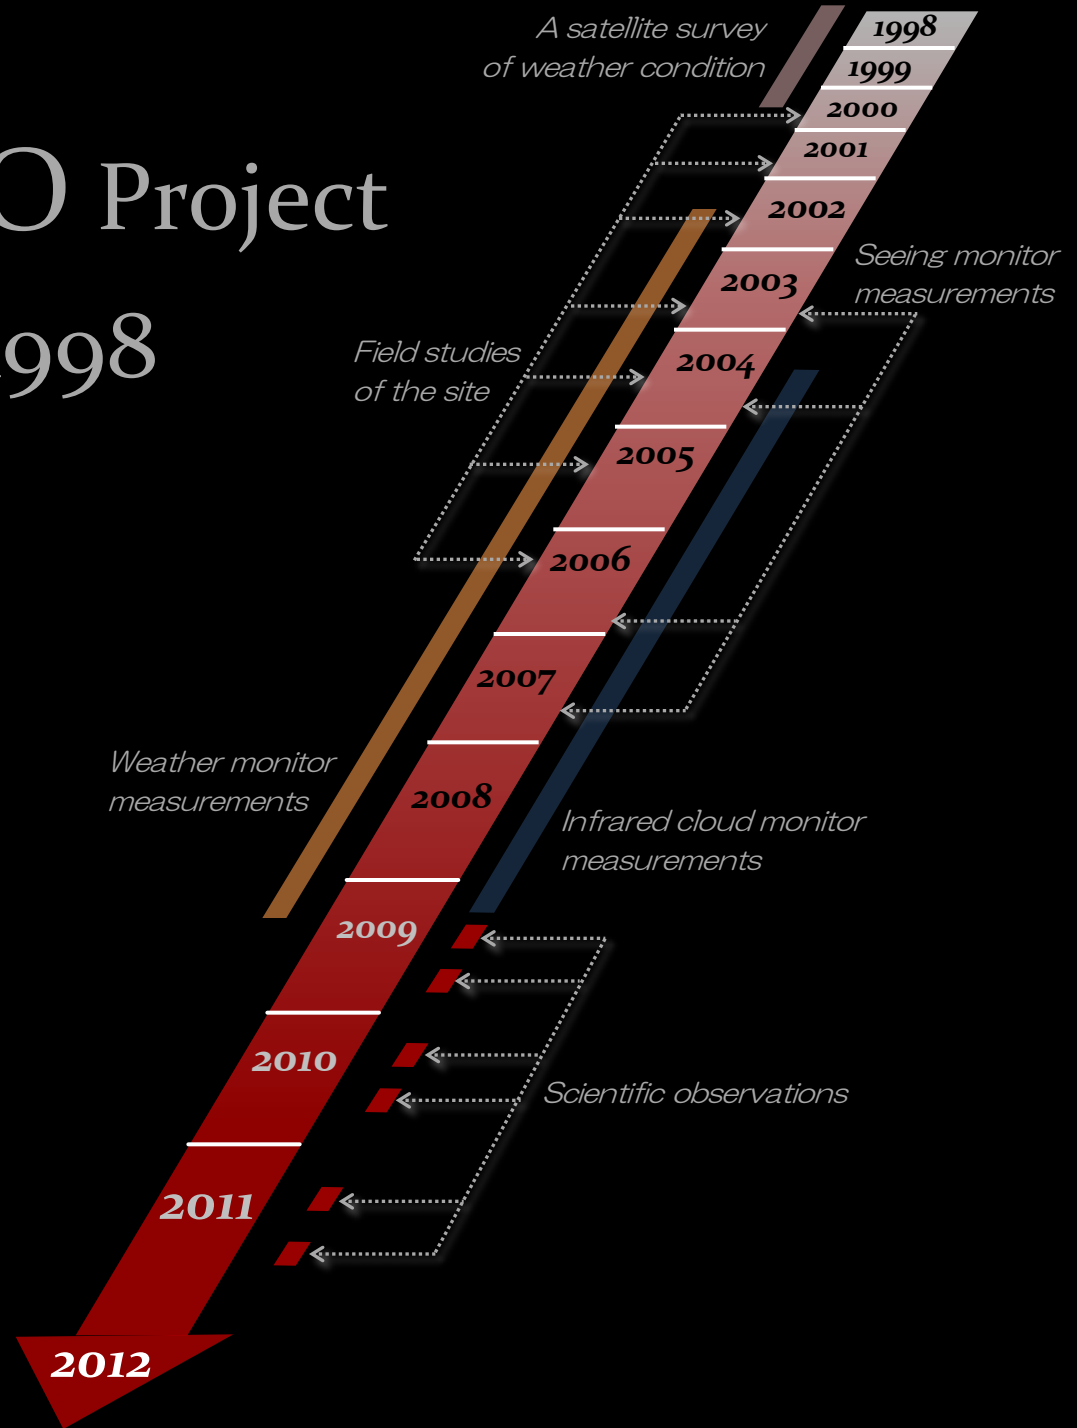 A satellite survey
of weather condition
1998
1999
2000
2001
O Project
2002
2003
Seeing monitor
measurements
1998
2004
Field studies
of the site
2005
2006
2007
Weather monitor
measurements
2008
Infrared cloud monitor
measurements
2009
2010
Scientific observations
2011
2012